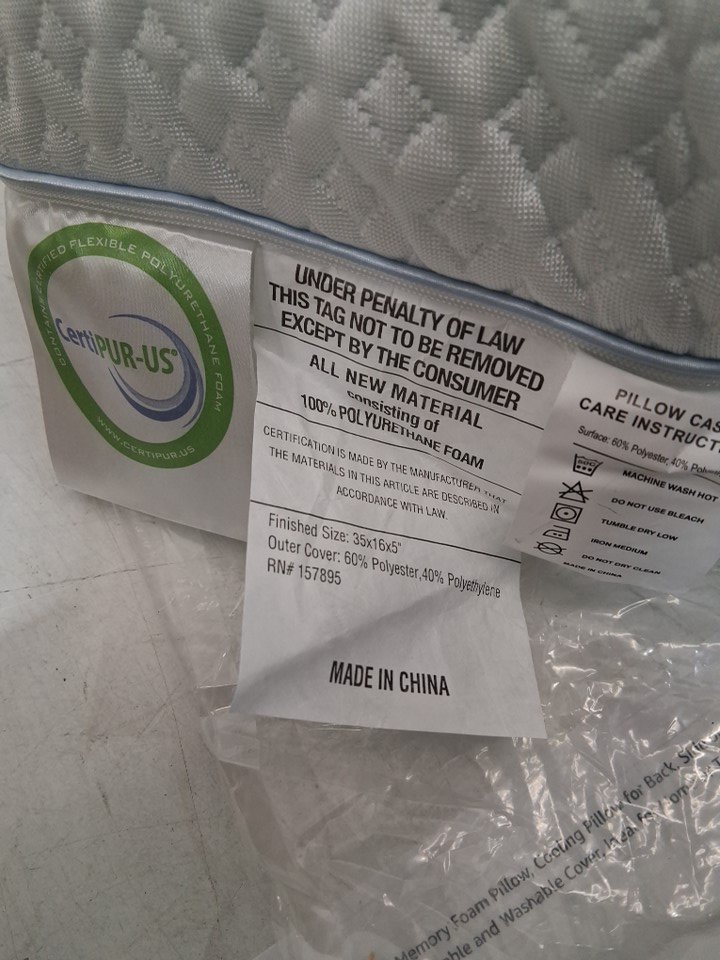 CONTAINS CERTIFIED FLEXIBLE POLYURETHANE FOAM
CertiPUR-US®
WWW.CERTIPUR.US
UNDER PENALTY OF LAW
THIS TAG NOT TO BE REMOVED
EXCEPT BY THE CONSUMER
ALL NEW MATERIAL
consisting of
100% POLYURETHANE FOAM
CERTIFICATION IS MADE BY THE MANUFACTURER THAT
THE MATERIALS IN THIS ARTICLE ARE DESCRIBED IN
ACCORDANCE WITH LAW.
Finished Size: 35x16x5"
Outer Cover: 60% Polyester,40% Polyethylene
RN# 157895
MADE IN CHINA
PILLOW CAS
CARE INSTRUCT
Surface: 60% Polyester, 40%
MACHINE WASH HOT
DO NOT USE BLEACH
TUMBLE DRY LOW
IRON MEDIUM
DO NOT DRY CLEAN
MADE IN CHINA
Memory Foam Pillow, Cooling Pillow for Back,
and Washable Cover,